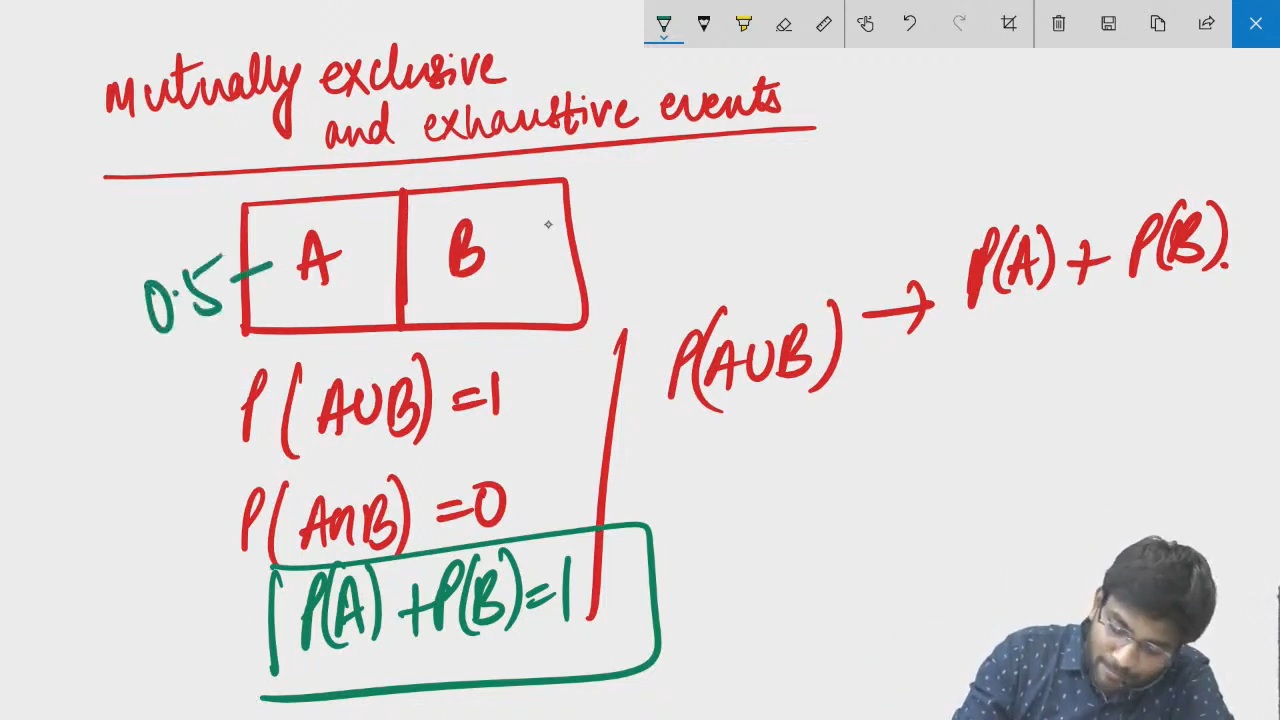 Mutually exclusive
and exhaustive events
A B
0.5
P(A∪B) → P(A) + P(B).
P(A∪B) = 1
P(A∩B) = 0
P(A) + P(B) = 1